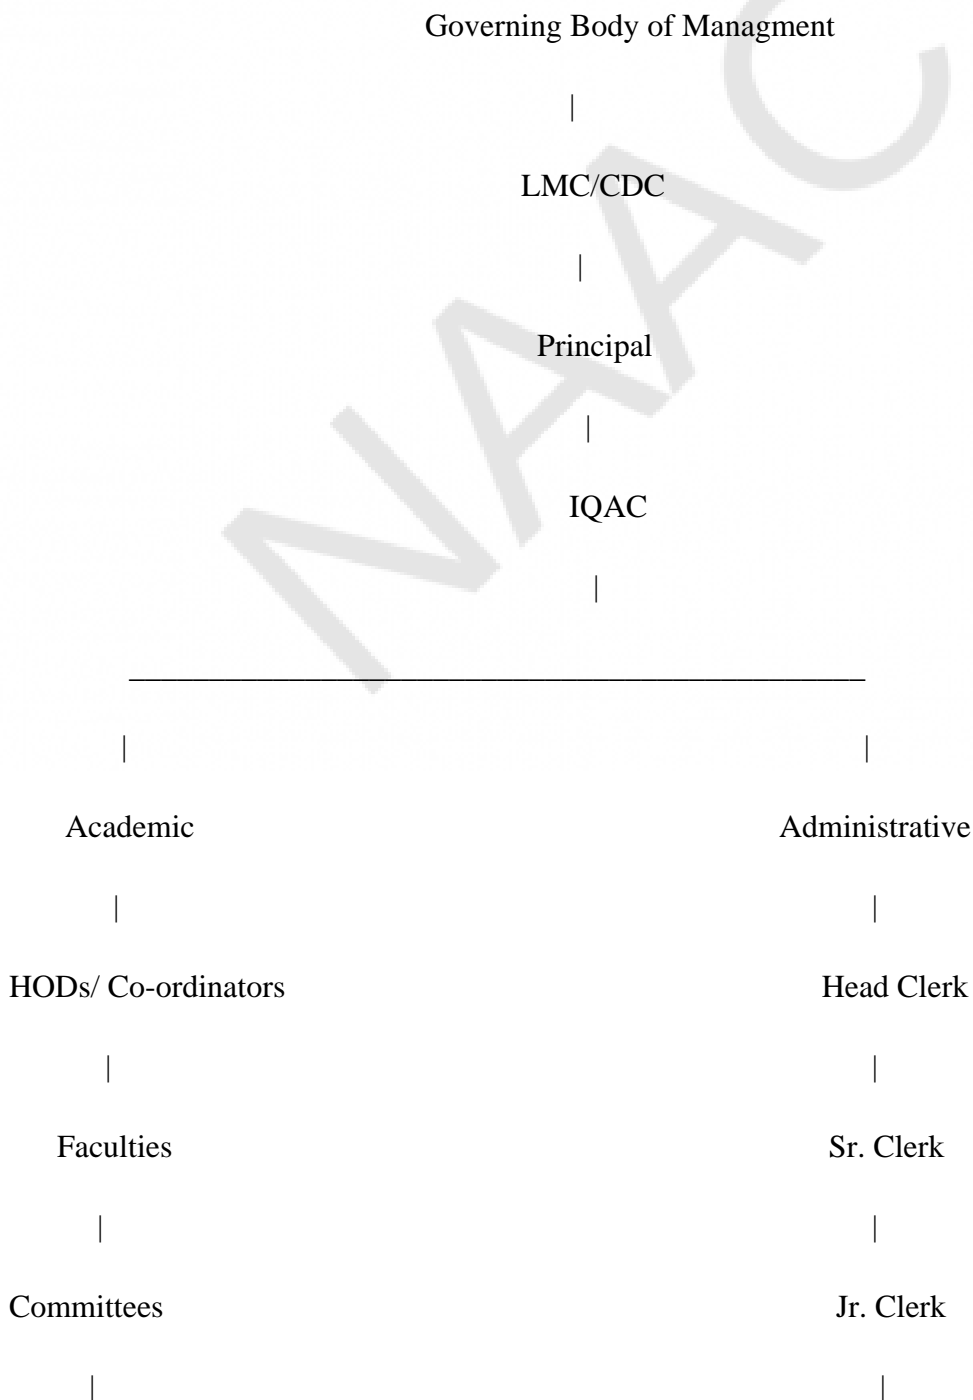 Governing Body of Managment
|
LMC/CDC
|
Principal
|
IQAC
|
______________________________________________
| |
Academic Administrative
| |
HODs/ Co-ordinators Head Clerk
| |
Faculties Sr. Clerk
| |
Committees Jr. Clerk
| |
NAAC